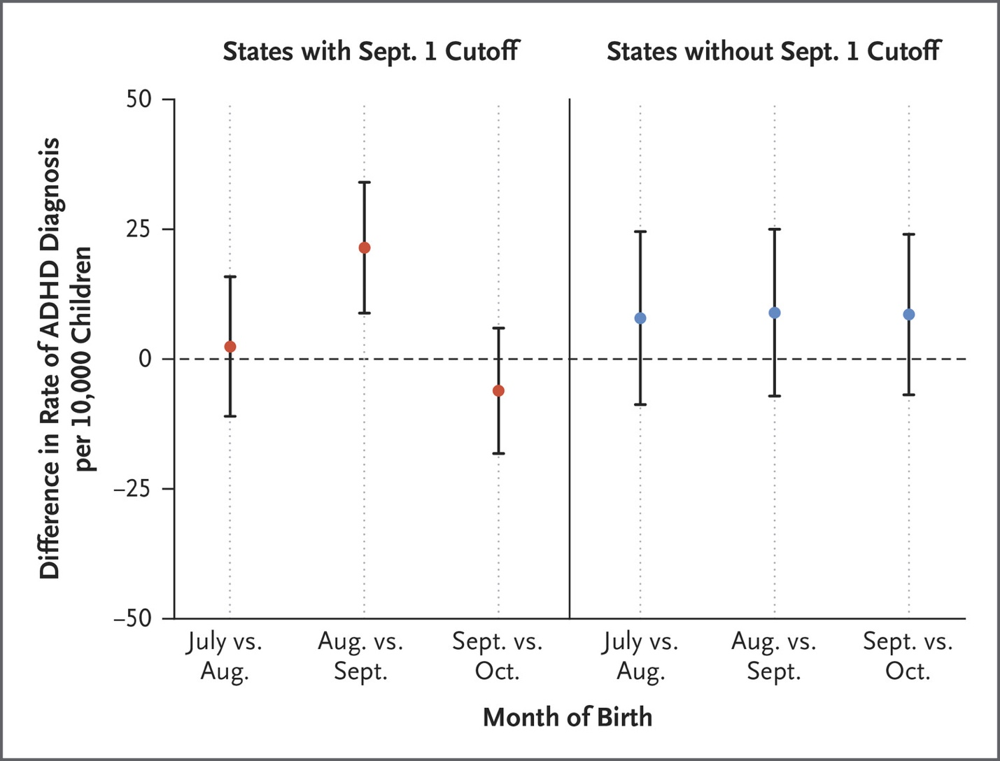 States with Sept. 1 Cutoff
States without Sept. 1 Cutoff
Difference in Rate of ADHD Diagnosis
per 10,000 Children
50
25
0
−25
−50
July vs.
Aug.
Aug. vs.
Sept.
Sept. vs.
Oct.
July vs.
Aug.
Aug. vs.
Sept.
Sept. vs.
Oct.
Month of Birth